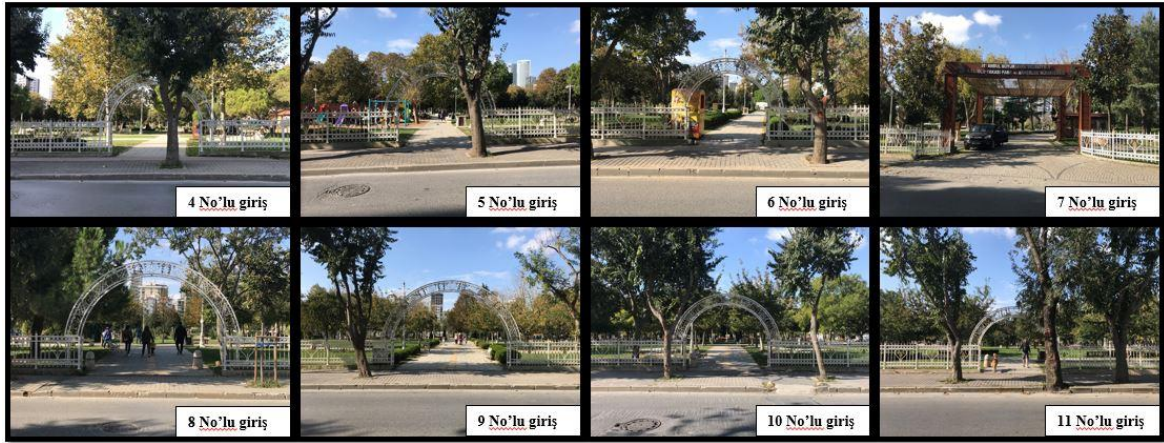 4 No’lu giriş
5 No’lu giriş
6 No’lu giriş
7 No’lu giriş
8 No’lu giriş
9 No’lu giriş
10 No’lu giriş
11 No’lu giriş